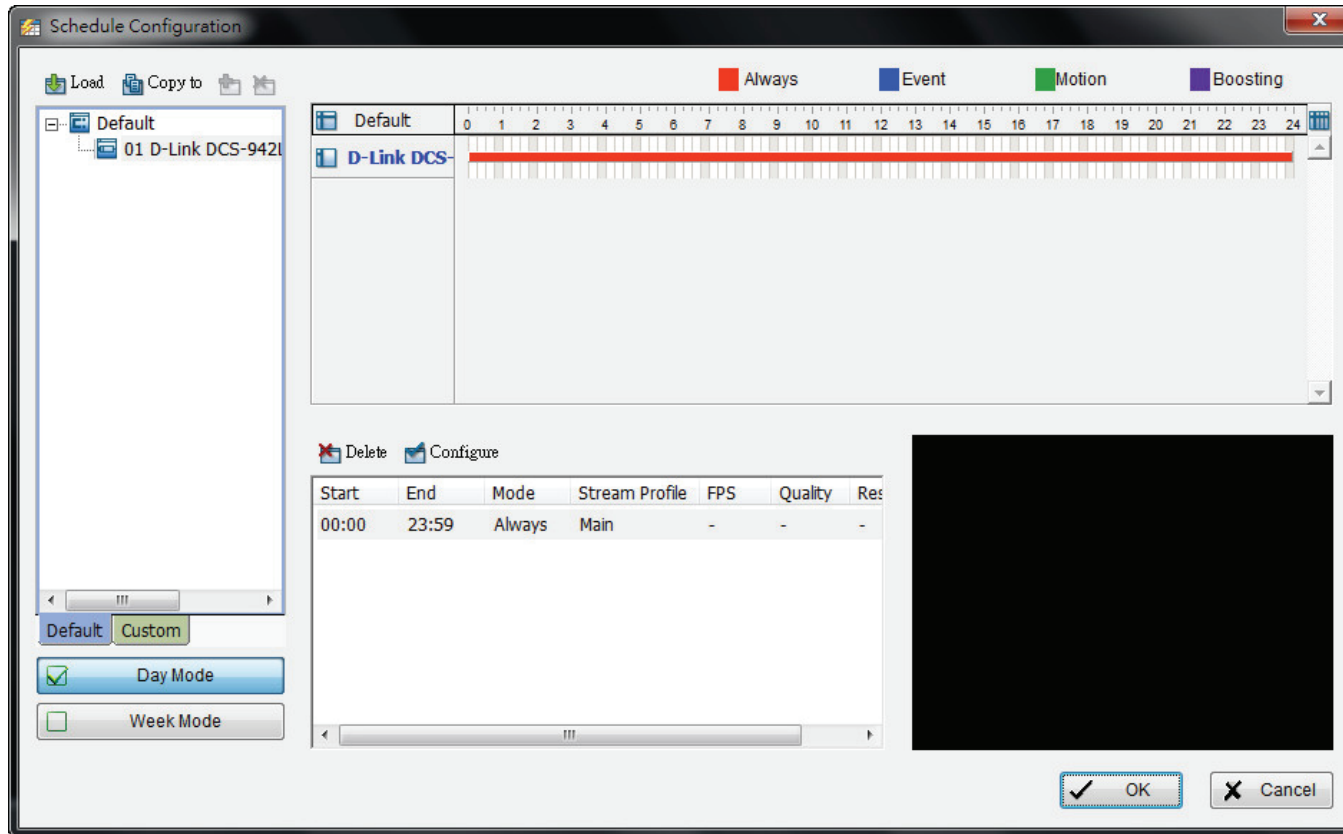 Schedule Configuration
Load Copy to
Always Event Motion Boosting
Default
01 D-Link DCS-942L
Default 0 1 2 3 4 5 6 7 8 9 10 11 12 13 14 15 16 17 18 19 20 21 22 23 24
D-Link DCS-
Delete Configure
Start End Mode Stream Profile FPS Quality Res
00:00 23:59 Always Main - - -
Default Custom
Day Mode
Week Mode
OK Cancel